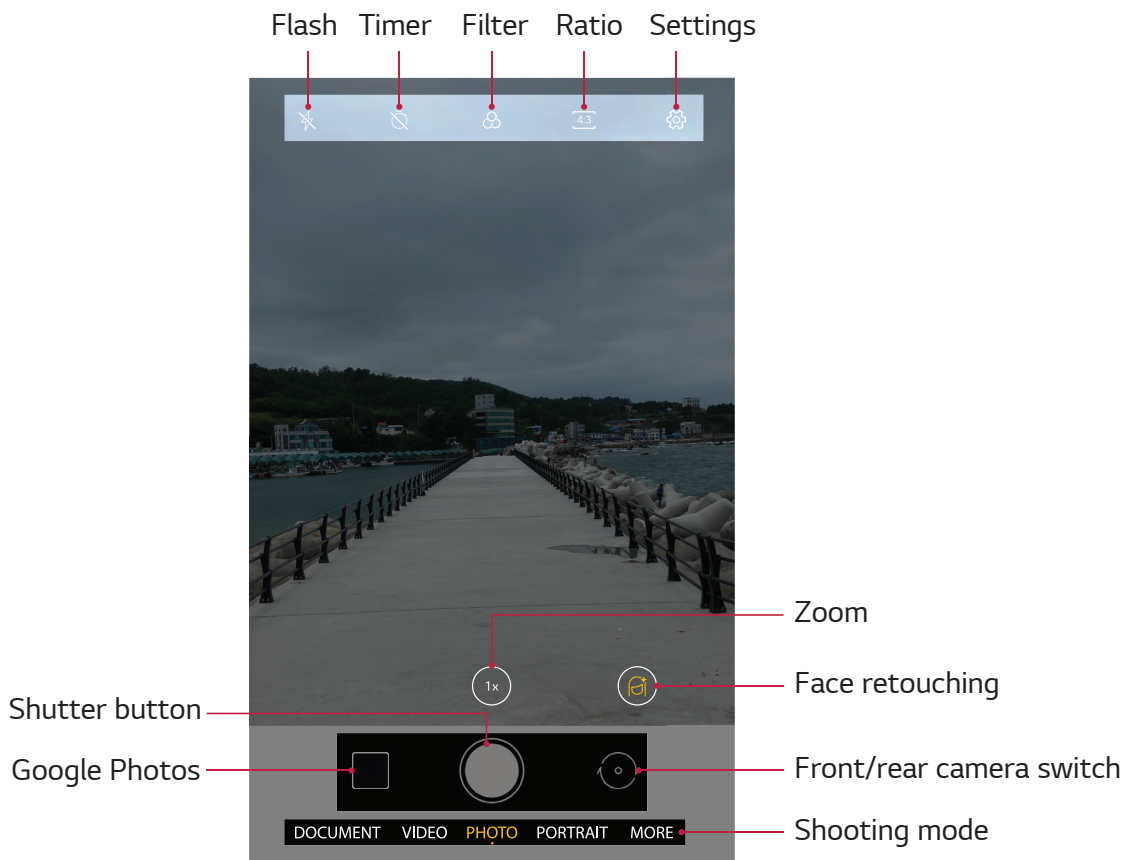 Flash Timer Filter Ratio Settings
4:3
Zoom
1x
Face retouching
Shutter button
Google Photos
Front/rear camera switch
DOCUMENT VIDEO PHOTO PORTRAIT MORE
Shooting mode